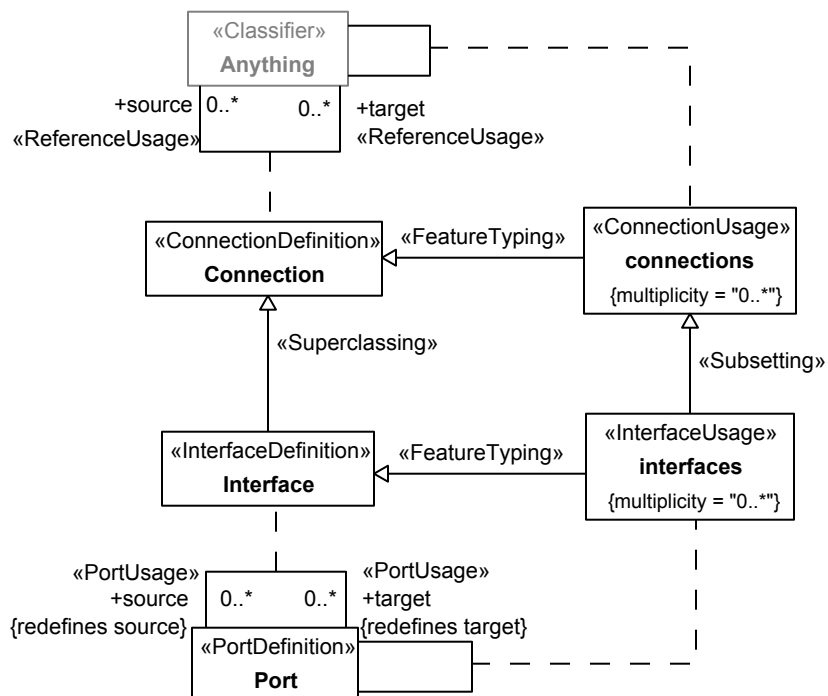 «Classifier»
Anything
+source 0..* 0..* +target
«ReferenceUsage» «ReferenceUsage»
«ConnectionDefinition»
Connection
«FeatureTyping»
«ConnectionUsage»
connections
{multiplicity = "0..*"}
«Superclassing»
«Subsetting»
«InterfaceDefinition»
Interface
«FeatureTyping»
«InterfaceUsage»
interfaces
{multiplicity = "0..*"}
«PortUsage» «PortUsage»
+source 0..* 0..* +target
{redefines source} {redefines target}
«PortDefinition»
Port